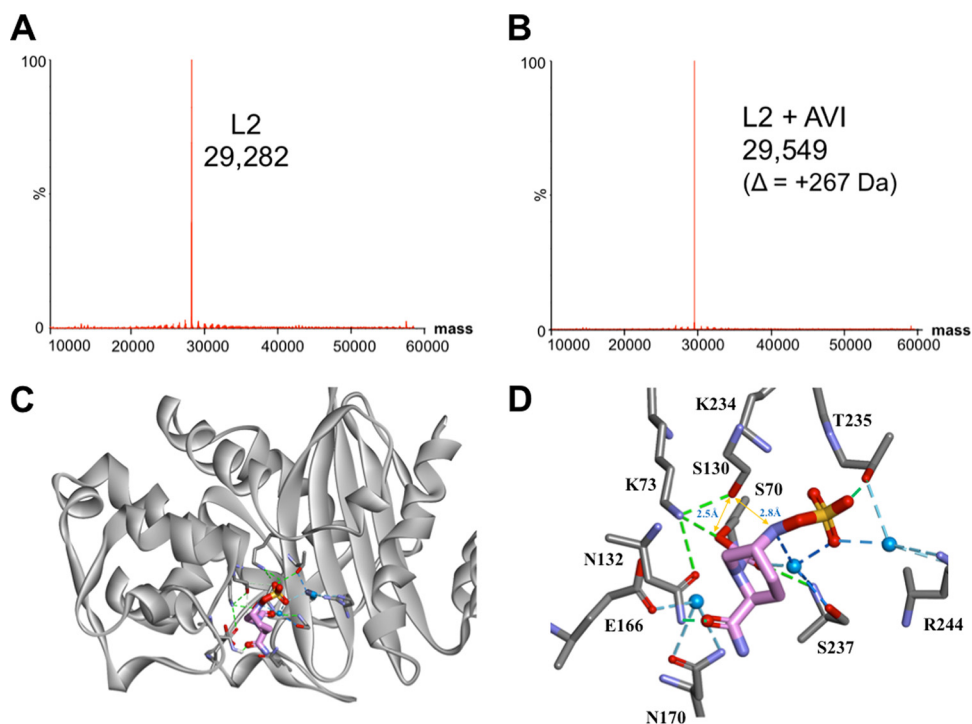 A
100
%
0
L2
29,282
mass
10000 20000 30000 40000 50000 60000
B
100
%
0
L2 + AVI
29,549
(Δ = +267 Da)
mass
10000 20000 30000 40000 60000
C
D
K234
T235
S130
K73
S70
2.5Å
2.8Å
N132
E166
R244
S237
N170